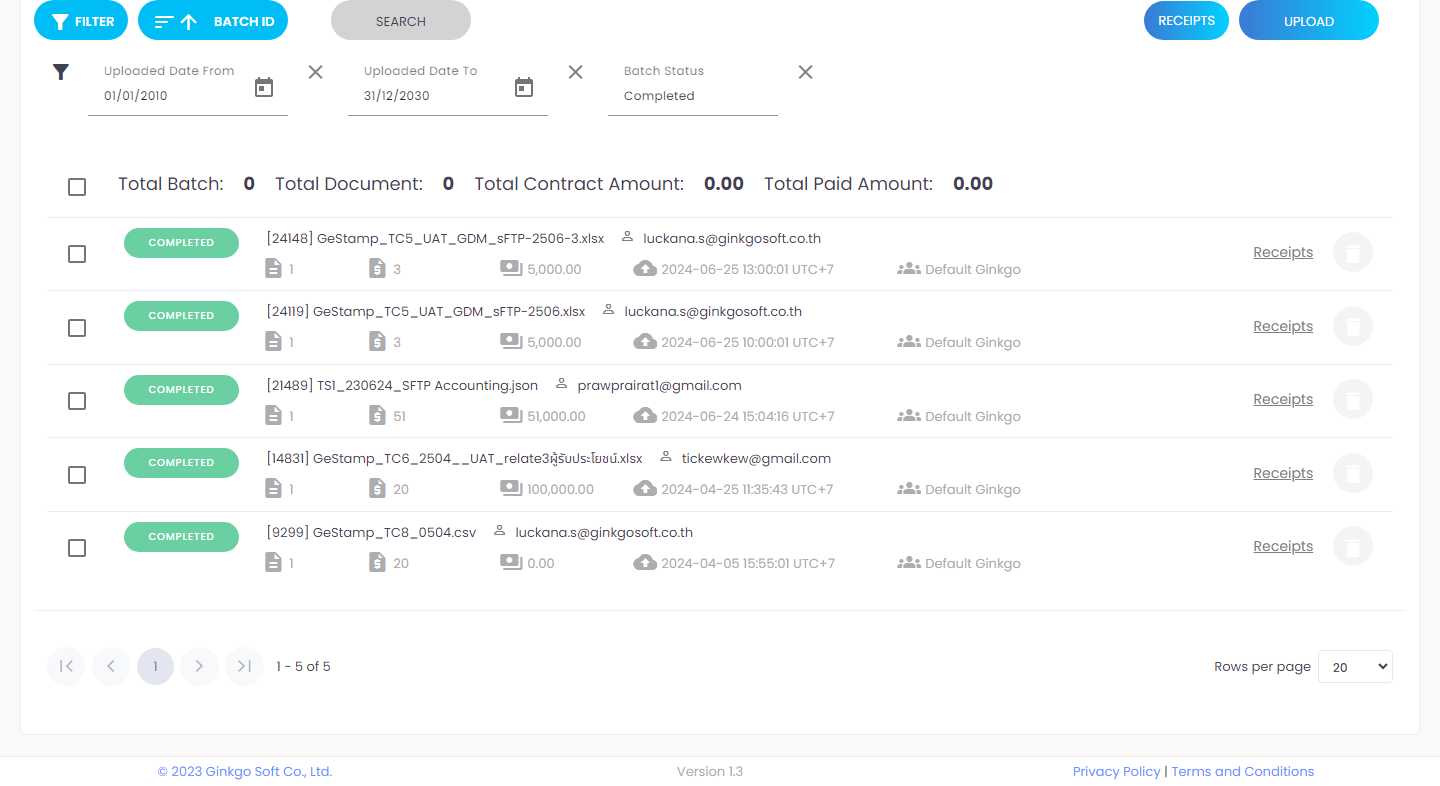 FILTER BATCH ID SEARCH RECEIPTS UPLOAD
Uploaded Date From Uploaded Date To Batch Status
01/01/2010 31/12/2030 Completed
Total Batch: 0 Total Document: 0 Total Contract Amount: 0.00 Total Paid Amount: 0.00
COMPLETED [24148] GeStamp_TC5_UAT_GDM_sFTP-2506-3.xlsx luckana.s@ginkgosoft.co.th
1 3 5,000.00 2024-06-25 13:00:01 UTC+7 Default Ginkgo Receipts
COMPLETED [24119] GeStamp_TC5_UAT_GDM_sFTP-2506.xlsx luckana.s@ginkgosoft.co.th
1 3 5,000.00 2024-06-25 10:00:01 UTC+7 Default Ginkgo Receipts
COMPLETED [21489] TS1_230624_SFTP Accounting.json prawprairat1@gmail.com
1 51 51,000.00 2024-06-24 15:04:16 UTC+7 Default Ginkgo Receipts
COMPLETED [14831] GeStamp_TC6_2504__UAT_relate3ผู้รับประโยชน์.xlsx tickewkew@gmail.com
1 20 100,000.00 2024-04-25 11:35:43 UTC+7 Default Ginkgo Receipts
COMPLETED [9299] GeStamp_TC8_0504.csv luckana.s@ginkgosoft.co.th
1 20 0.00 2024-04-05 15:55:01 UTC+7 Default Ginkgo Receipts
1 1 - 5 of 5 Rows per page 20
© 2023 Ginkgo Soft Co., Ltd. Version 1.3 Privacy Policy | Terms and Conditions